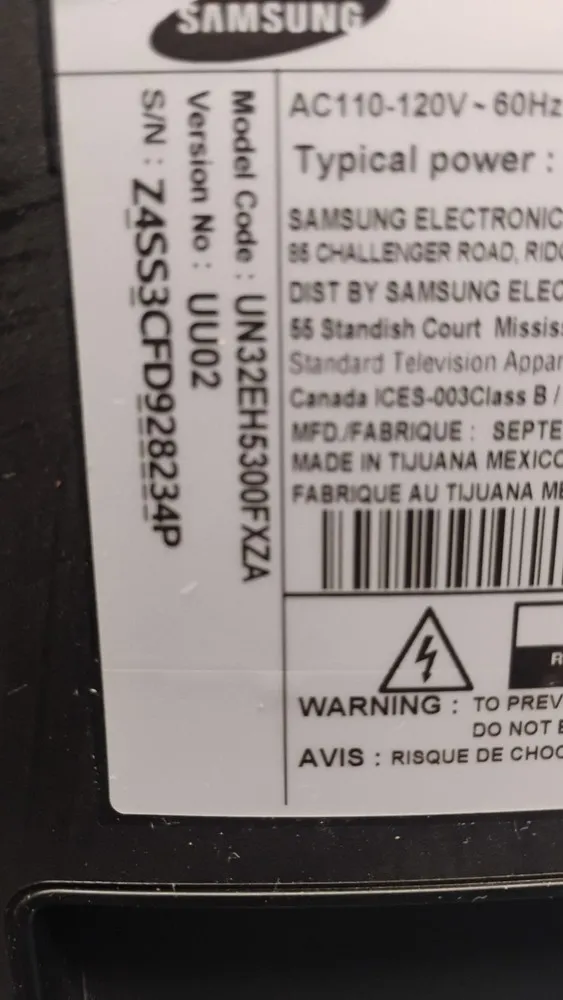 SAMSUNG
Model Code : UN32EH5300FXZA
Version No : UU02
S/N : Z4SS3CFD928234P
AC110-120V ~ 60Hz
Typical power :
SAMSUNG ELECTRONIC
85 CHALLENGER ROAD, RIDG
DIST BY SAMSUNG ELEC
55 Standish Court Missis
Standard Television Appar
Canada ICES-003Class B /
MFD./FABRIQUE : SEPTE
MADE IN TIJUANA MEXICO
FABRIQUE AU TIJUANA ME
R
WARNING : TO PREV
DO NOT
AVIS : RISQUE DE CHOC